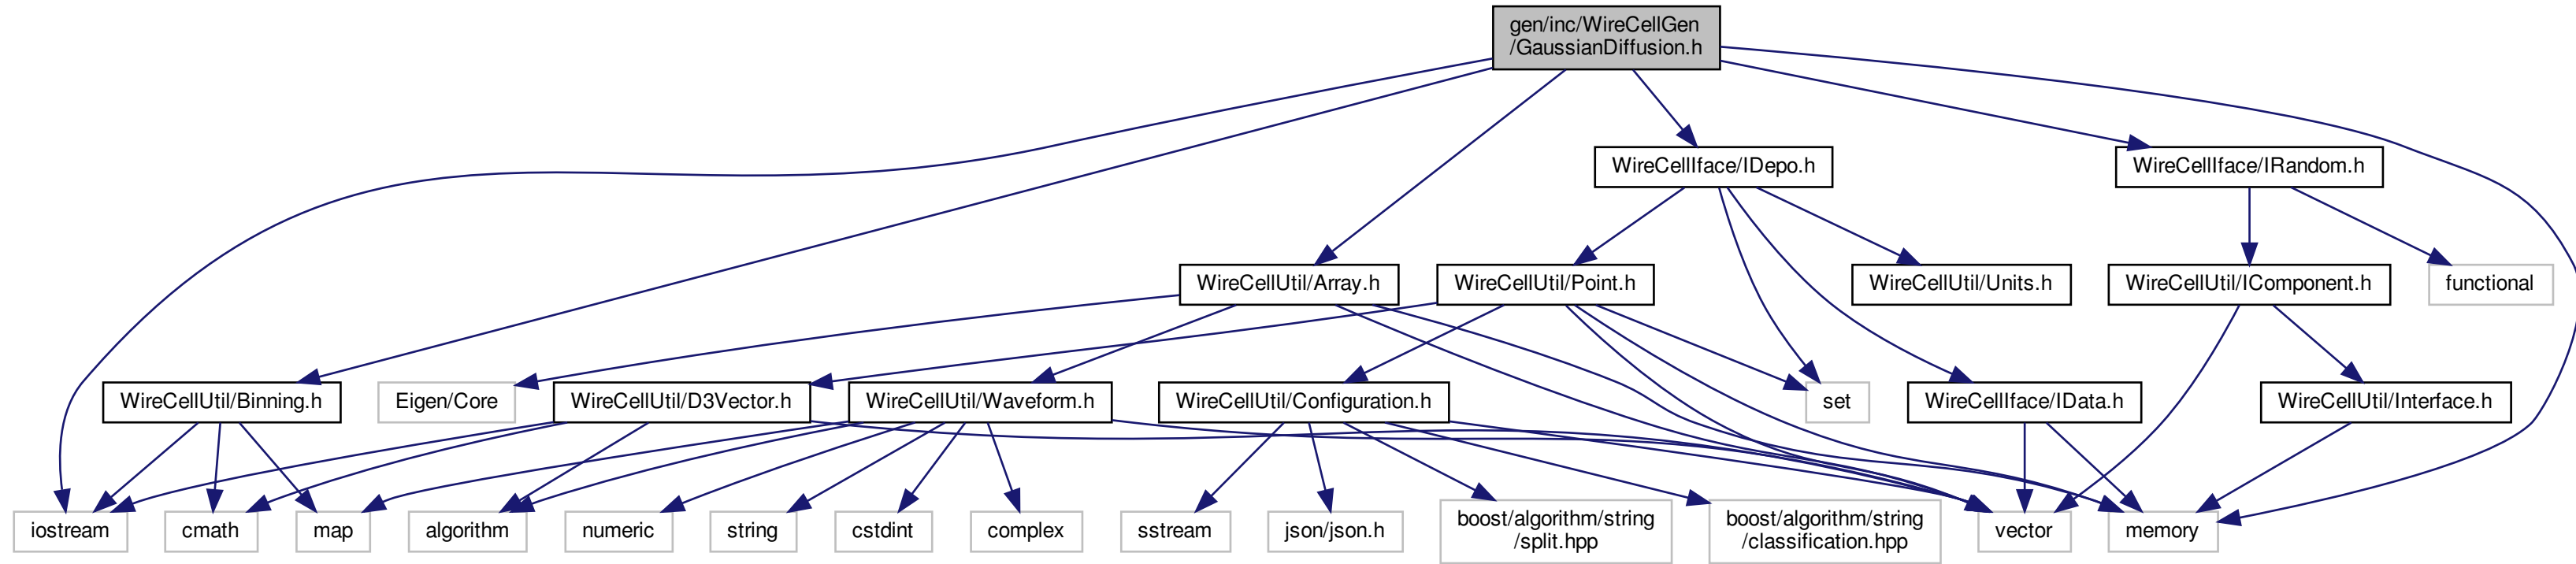 gen/inc/WireCellGen
/GaussianDiffusion.h
WireCellIface/IDepo.h
WireCellIface/IRandom.h
WireCellUtil/Array.h
WireCellUtil/Point.h
WireCellUtil/Units.h
WireCellUtil/IComponent.h
functional
WireCellUtil/Binning.h
Eigen/Core
WireCellUtil/D3Vector.h
WireCellUtil/Waveform.h
WireCellUtil/Configuration.h
set
WireCellIface/IData.h
WireCellUtil/Interface.h
iostream
cmath
map
algorithm
numeric
string
cstdint
complex
sstream
json/json.h
boost/algorithm/string
/split.hpp
boost/algorithm/string
/classification.hpp
vector
memory